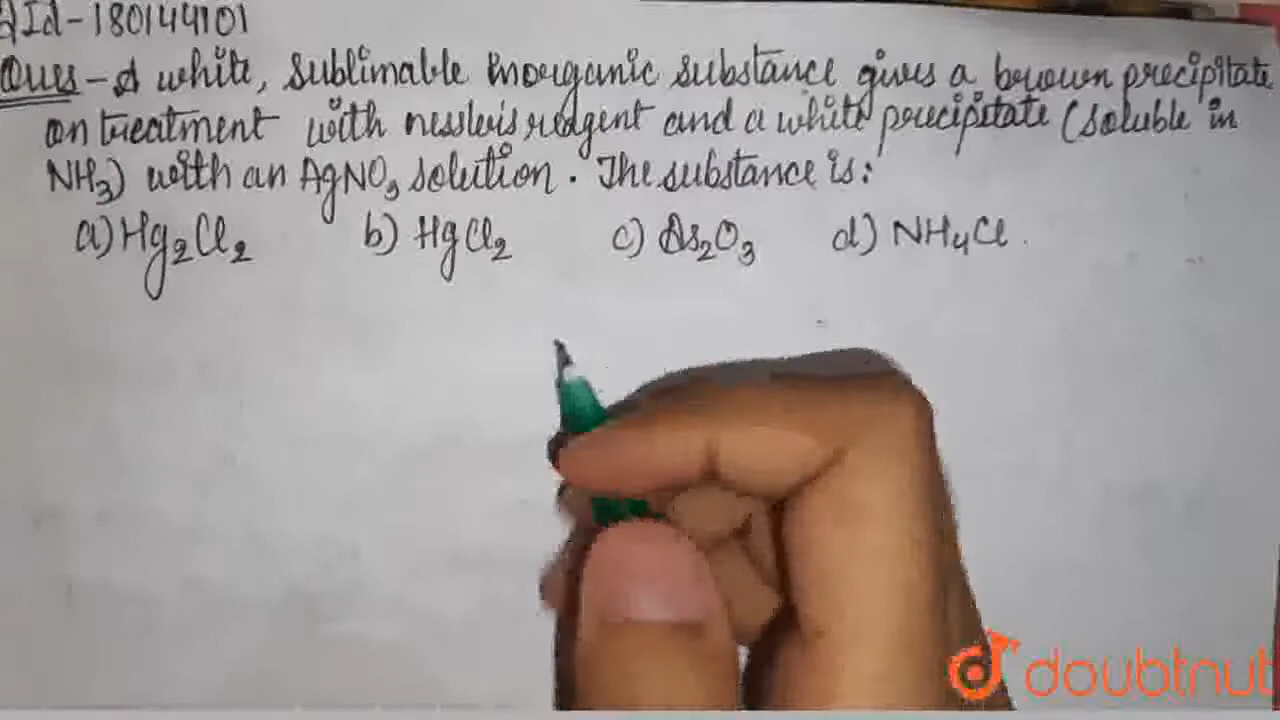 QId-180144101
Ques - A white, sublimable inorganic substance gives a brown precipitate
on treatment with nessler's reagent and a white precipitate (soluble in
NH3) with an AgNO3 solution. The substance is:
a) Hg2Cl2 b) HgCl2 c) As2O3 d) NH4Cl.
doubtnut